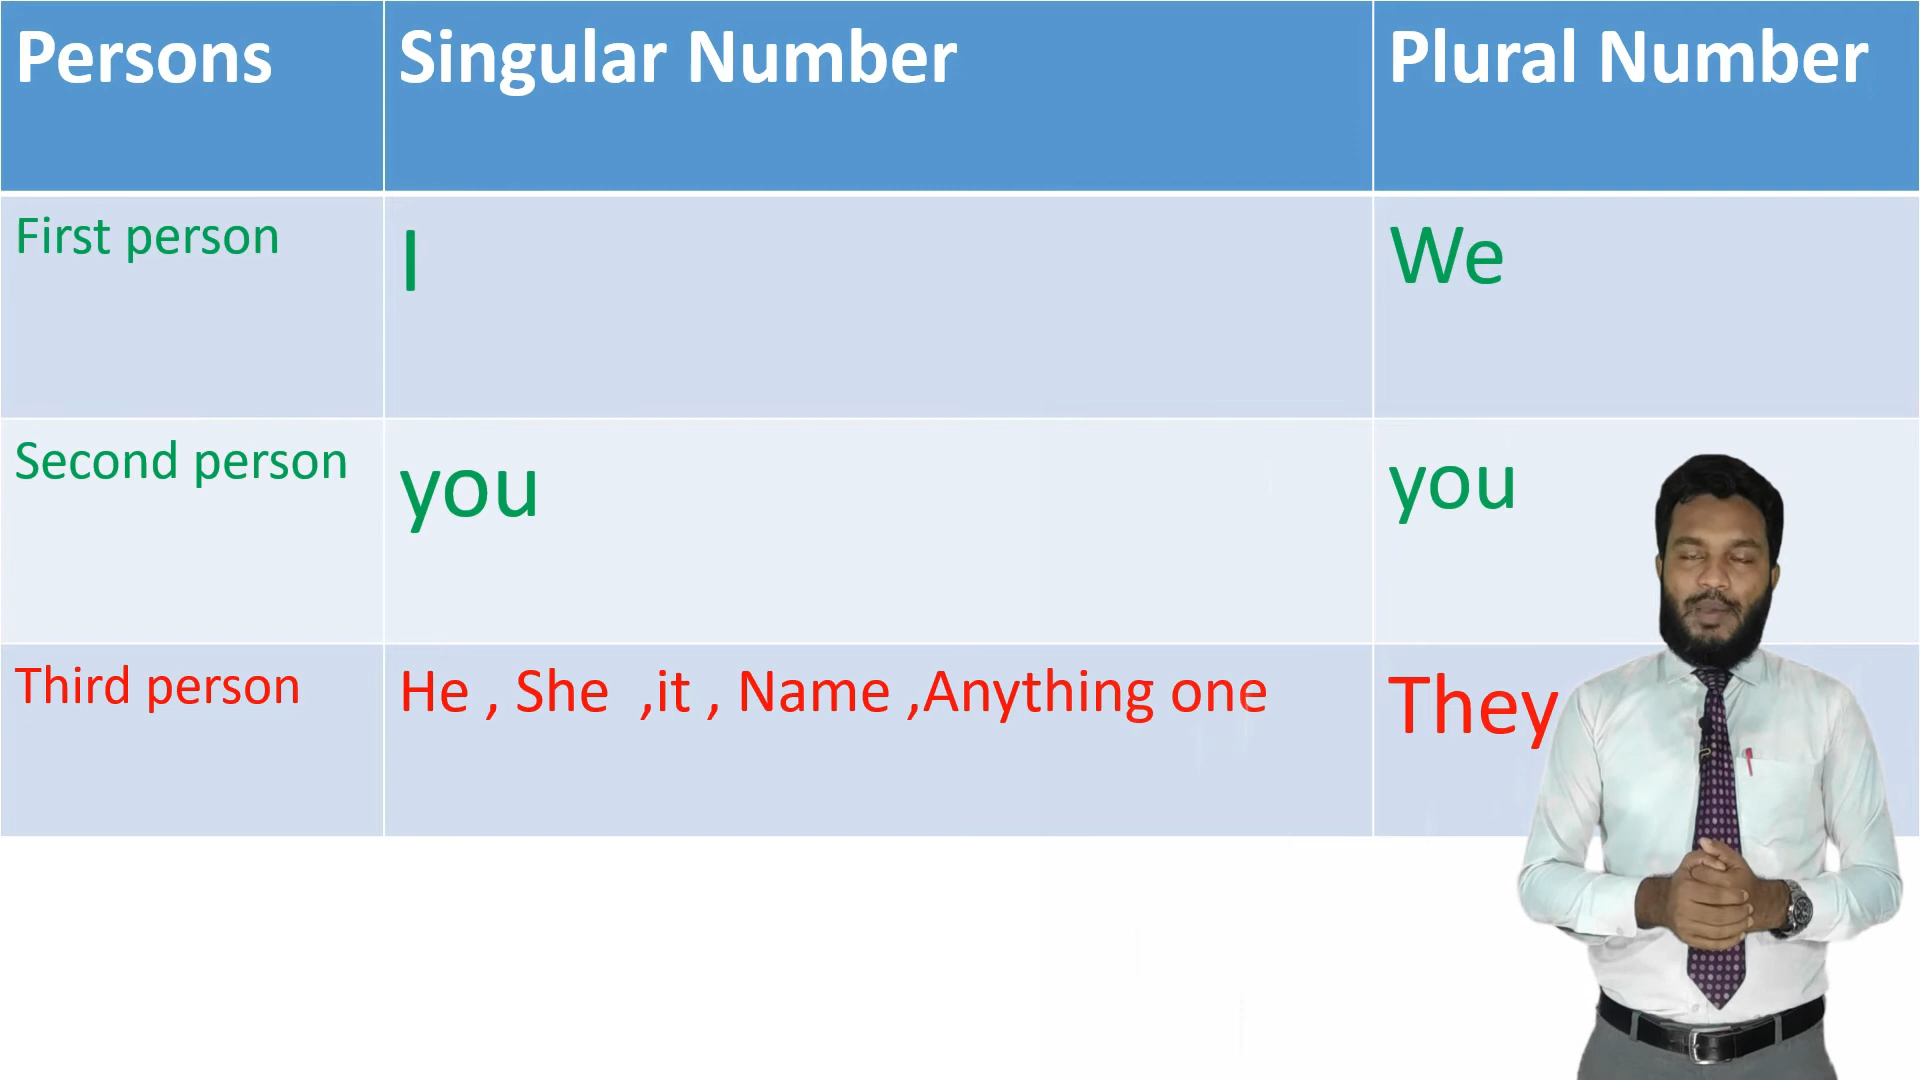 Persons Singular Number Plural Number
First person I We
Second person you you
Third person He , She ,it , Name ,Anything one They